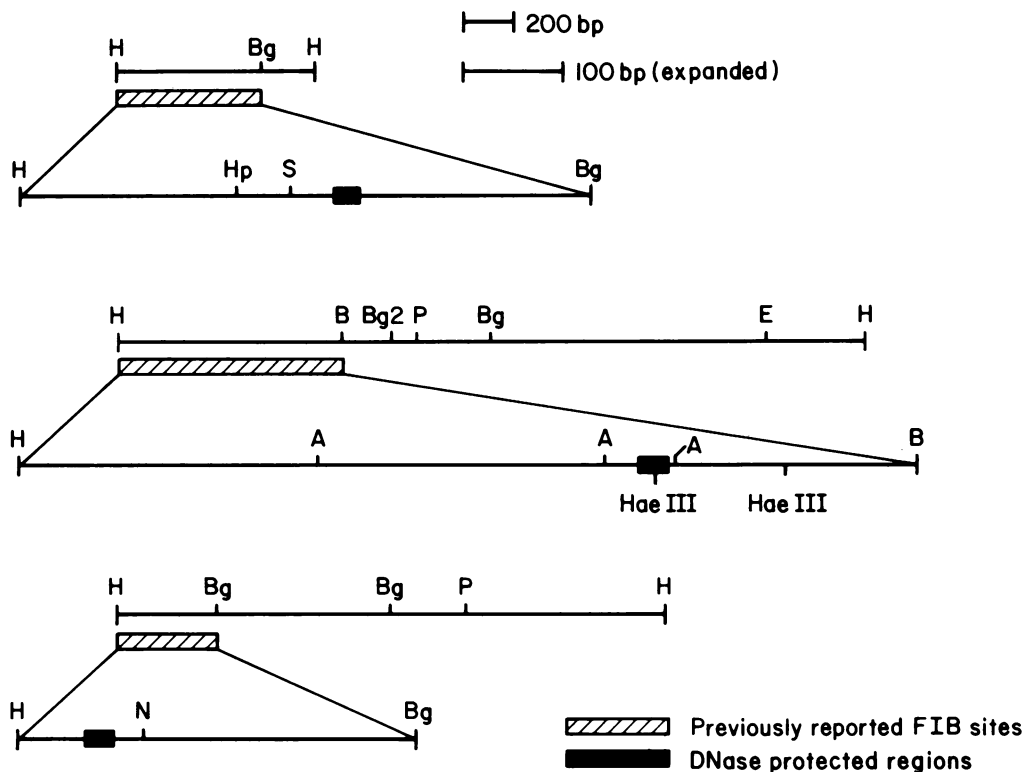 200 bp
H Bg H
100 bp (expanded)
H Hp S Bg
H B Bg2 P Bg E H
H A A A B
Hae III Hae III
H Bg Bg P H
H N Bg
Previously reported FIB sites
DNase protected regions